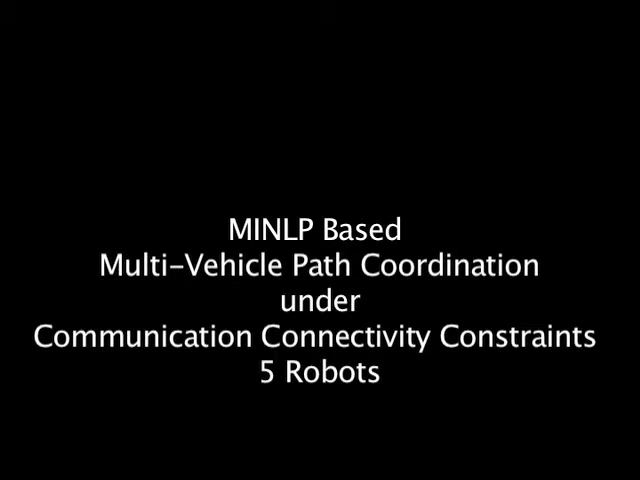 MINLP Based
Multi-Vehicle Path Coordination
under
Communication Connectivity Constraints
5 Robots